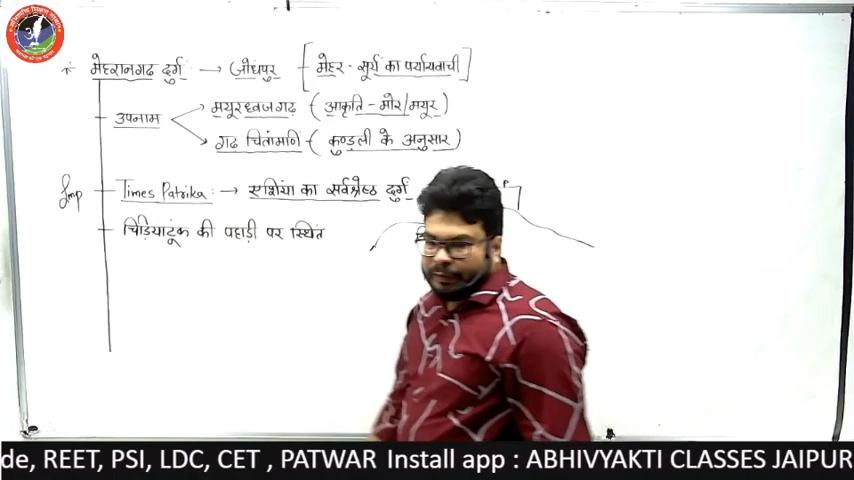 * मेहरानगढ दुर्ग → जोधपुर - [मेहर - सूर्य का पर्यायवाची]
उपनाम
मयूरध्वजगढ़ (आकृति - मोर/मयूर)
गढ चिंतामणि (कुण्डली के अनुसार)
Imp Times Patrika → एशिया का सर्वश्रेष्ठ दुर्ग
चिड़ियाटूंक की पहाड़ी पर स्थित
de, REET, PSI, LDC, CET , PATWAR Install app : ABHIVYAKTI CLASSES JAIPUR